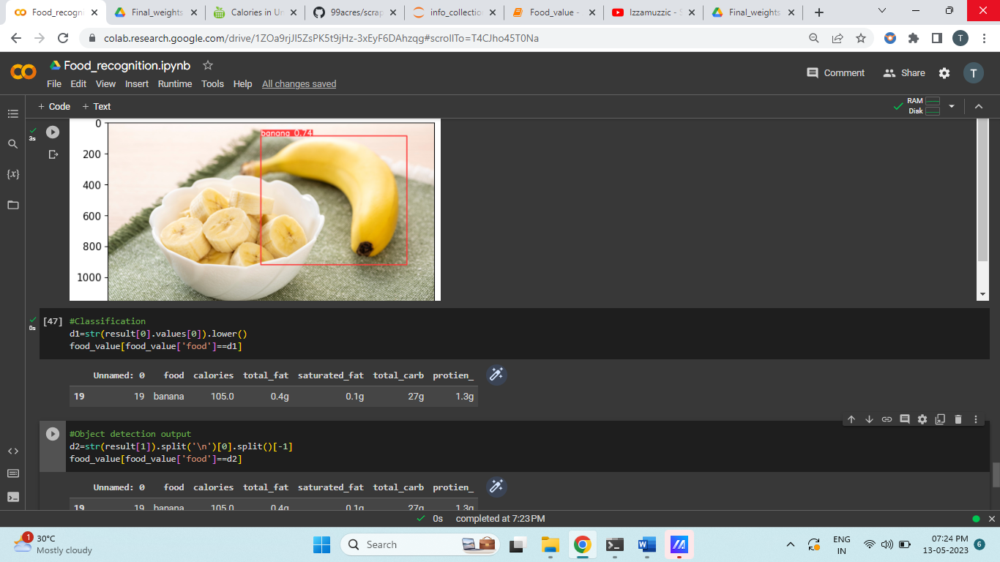 Food_recogni
Final_weights
Calories in Un
99acres/scrap
info_collection
Food_value -
Izzamuzzic - S
Final_weights
colab.research.google.com/drive/1ZOa9rjJI5ZsPK5t9jHz-3xEyF6DAhzqg#scrollTo=T4CJho45T0Na
T
Food_recognition.ipynb
File Edit View Insert Runtime Tools Help All changes saved
Comment Share T
+ Code + Text
RAM
Disk
3s
banana 0.74
0
200
400
600
800
1000
{x}
0s
[47] #Classification
d1=str(result[0].values[0]).lower()
food_value[food_value['food']==d1]
Unnamed: 0 food calories total_fat saturated_fat total_carb protien_
19 19 banana 105.0 0.4g 0.1g 27g 1.3g
#Object detection output
d2=str(result[1]).split('\n')[0].split()[-1]
food_value[food_value['food']==d2]
Unnamed: 0 food calories total_fat saturated_fat total_carb protien_
19 19 banana 105.0 0.4g 0.1g 27g 1.3g
0s completed at 7:23 PM
1
30°C
Mostly cloudy
Search
ENG
IN
07:24 PM
13-05-2023
6